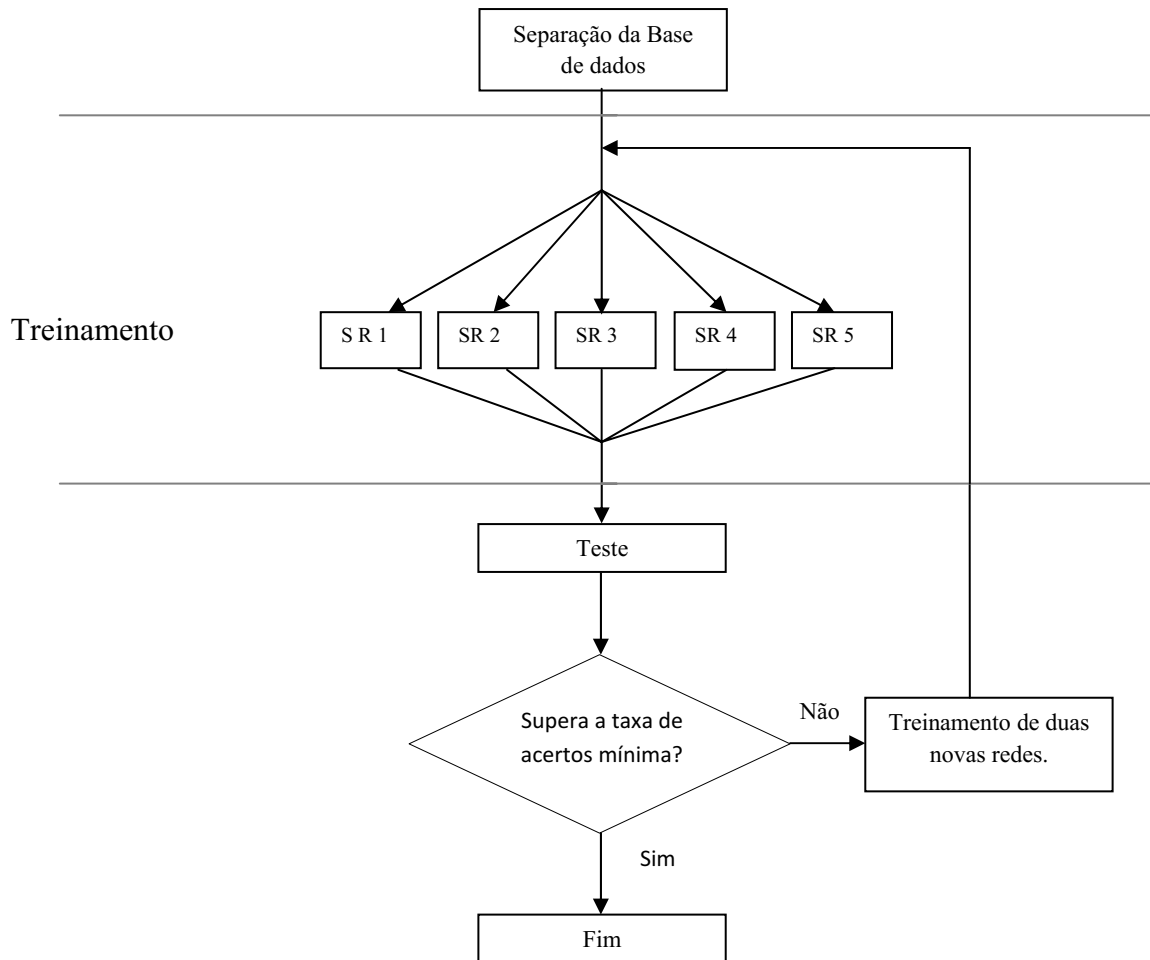 Separação da Base
de dados
Treinamento
S R 1
SR 2
SR 3
SR 4
SR 5
Teste
Supera a taxa de
acertos mínima?
Não
Treinamento de duas
novas redes.
Sim
Fim